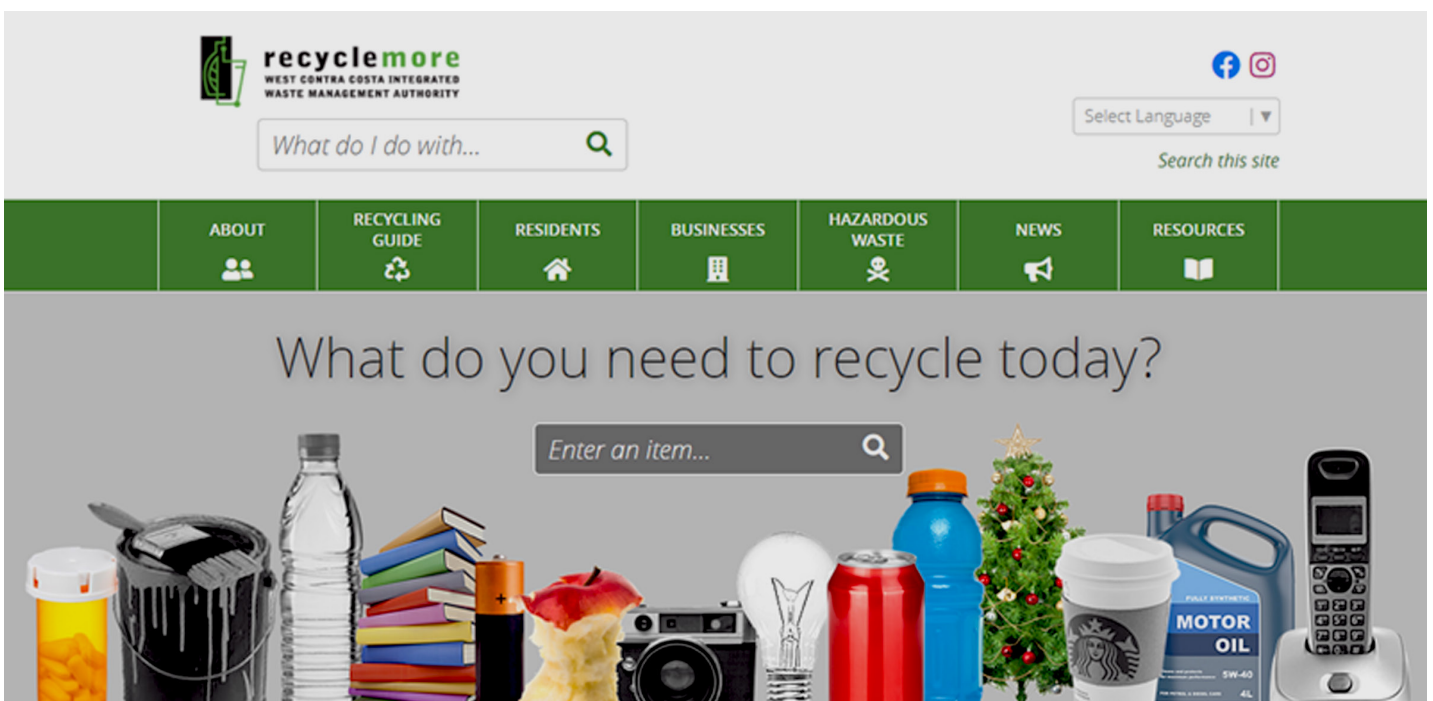 recyclemore
WEST CONTRA COSTA INTEGRATED
WASTE MANAGEMENT AUTHORITY
What do I do with...
Select Language
Search this site
ABOUT
RECYCLING
GUIDE
RESIDENTS
BUSINESSES
HAZARDOUS
WASTE
NEWS
RESOURCES
What do you need to recycle today?
Enter an item...
FULLY SYNTHETIC
MOTOR
OIL
5W-40
4L